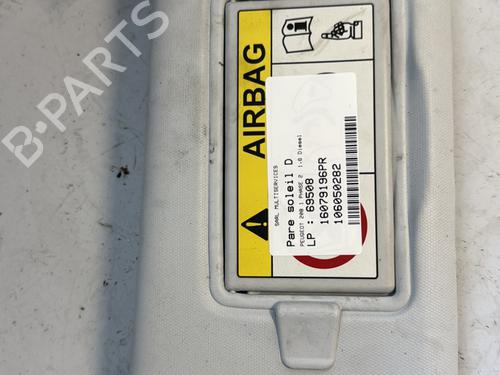 B-PARTS
AIRBAG
SARL MULTISERVICES
Pare soleil D
PEUGEOT 208 1 PHASE 2 1.6 Diesel
LP : 69508
16079196PR
106050282